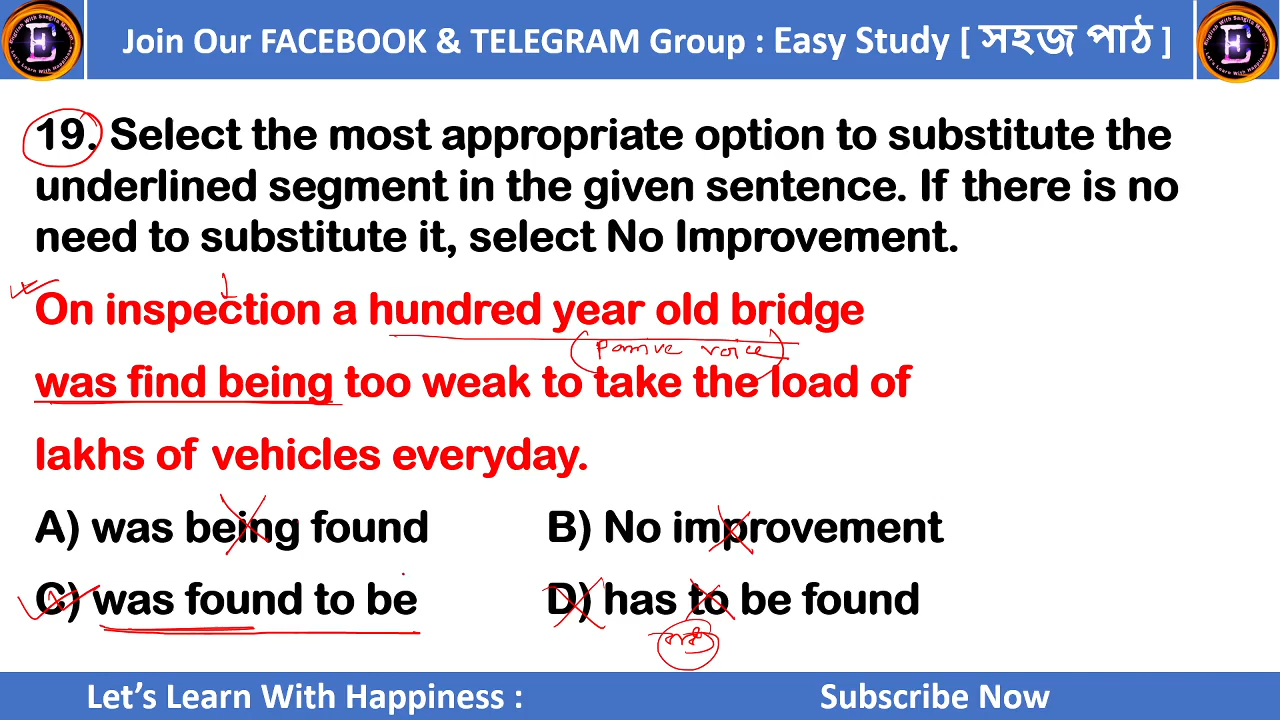 Join Our FACEBOOK & TELEGRAM Group : Easy Study [ সহজ পাঠ ]
19. Select the most appropriate option to substitute the
underlined segment in the given sentence. If there is no
need to substitute it, select No Improvement.
On inspection a hundred year old bridge
(passive voice)
was find being too weak to take the load of
lakhs of vehicles everyday.
A) was being found
B) No improvement
C) was found to be
D) has to be found
Let's Learn With Happiness :
Subscribe Now